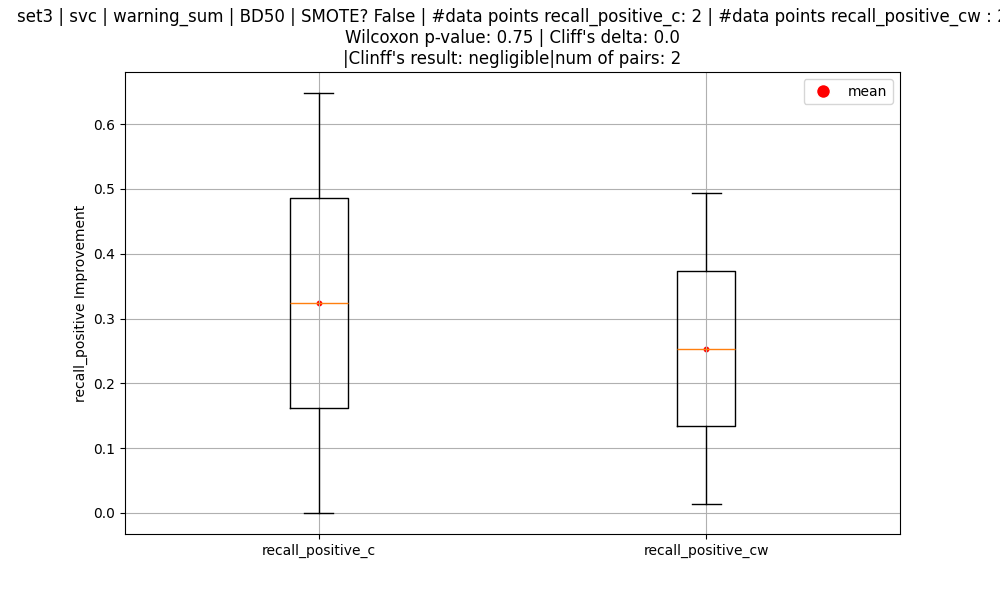 set3 | svc | warning_sum | BD50 | SMOTE? False | #data points recall_positive_c: 2 | #data points recall_positive_cw :
Wilcoxon p-value: 0.75 | Cliff's delta: 0.0
|Clinff's result: negligible|num of pairs: 2
mean
0.6
0.5
0.4
0.3
0.2
0.1
0.0
recall_positive Improvement
recall_positive_c
recall_positive_cw